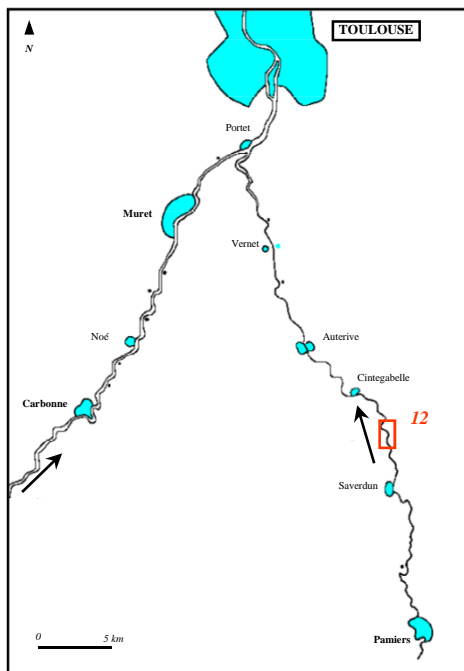 TOULOUSE
N
Portet
Muret
Vernet
Noé
Auterive
Cintegabelle
Carbonne
12
Saverdun
0 5 km
Pamiers